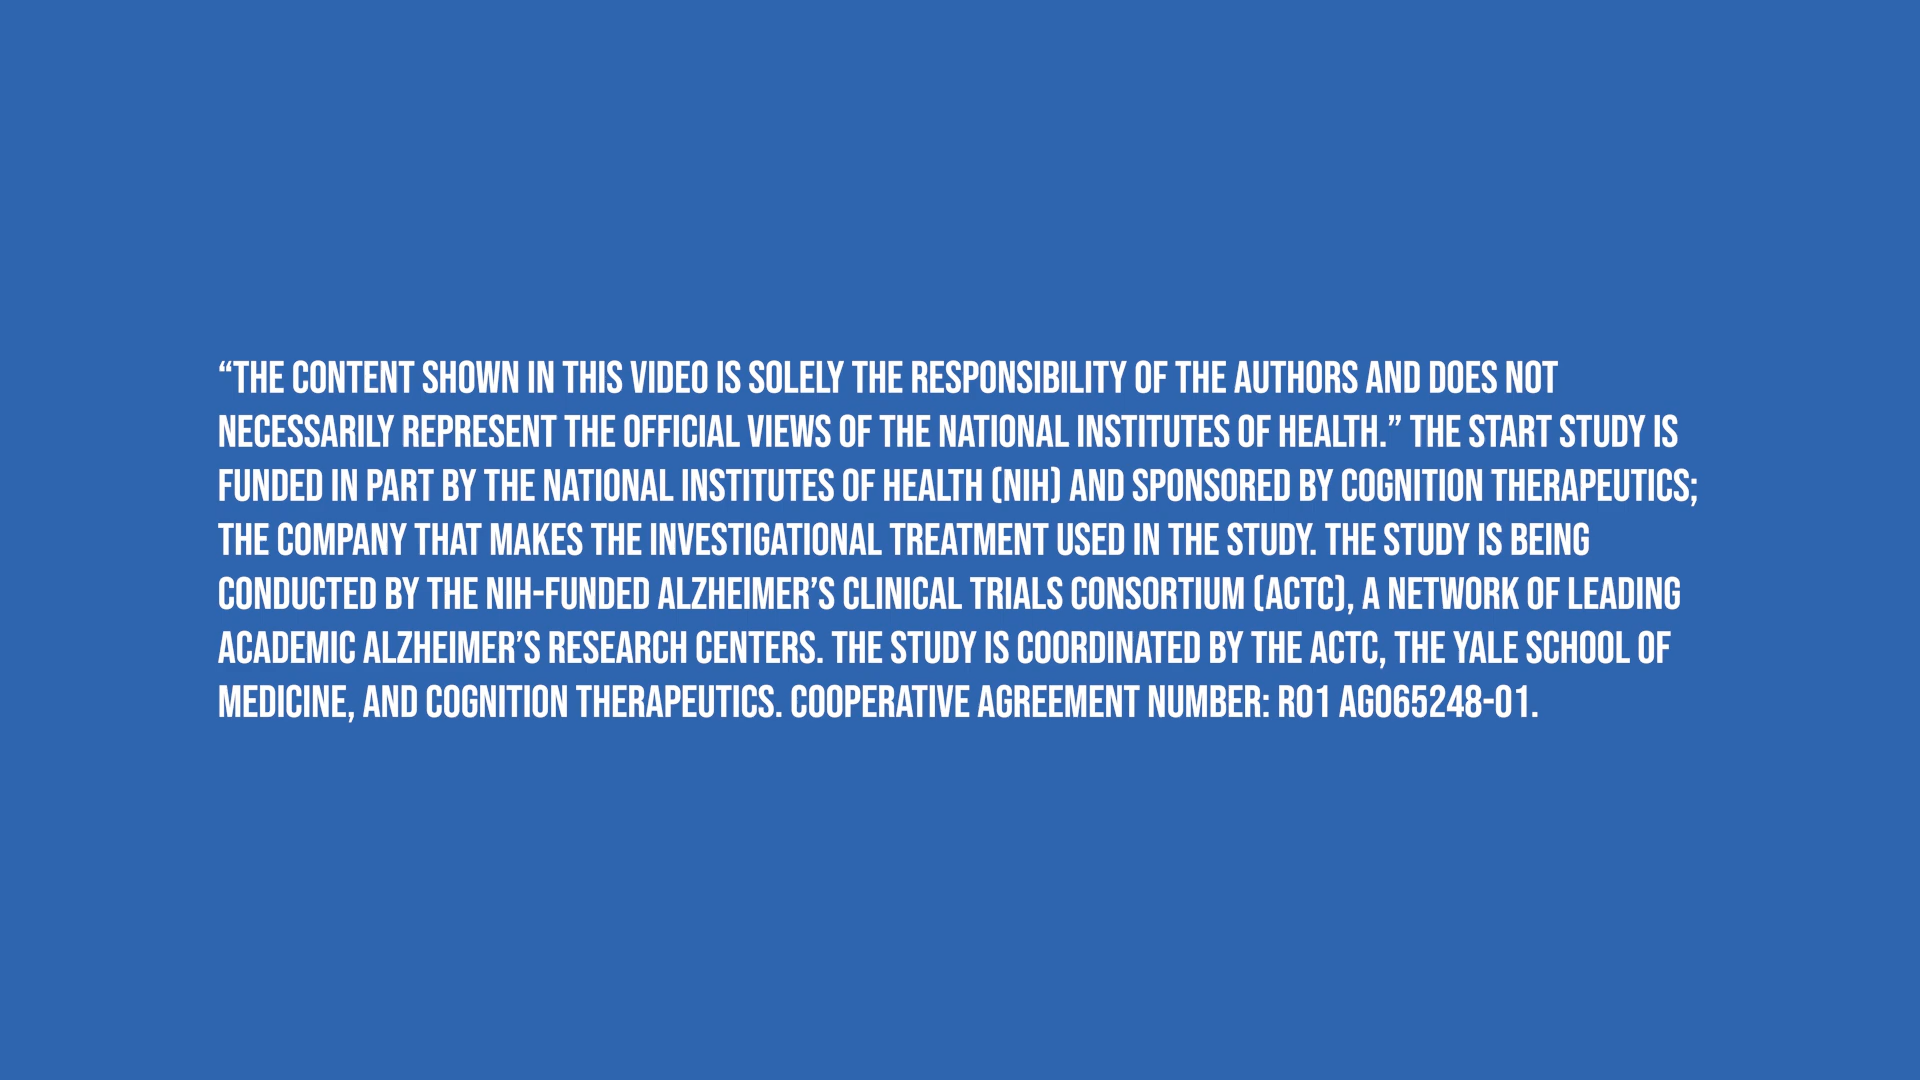 “THE CONTENT SHOWN IN THIS VIDEO IS SOLELY THE RESPONSIBILITY OF THE AUTHORS AND DOES NOT
NECESSARILY REPRESENT THE OFFICIAL VIEWS OF THE NATIONAL INSTITUTES OF HEALTH.” THE START STUDY IS
FUNDED IN PART BY THE NATIONAL INSTITUTES OF HEALTH (NIH) AND SPONSORED BY COGNITION THERAPEUTICS;
THE COMPANY THAT MAKES THE INVESTIGATIONAL TREATMENT USED IN THE STUDY. THE STUDY IS BEING
CONDUCTED BY THE NIH-FUNDED ALZHEIMER’S CLINICAL TRIALS CONSORTIUM (ACTC), A NETWORK OF LEADING
ACADEMIC ALZHEIMER’S RESEARCH CENTERS. THE STUDY IS COORDINATED BY THE ACTC, THE YALE SCHOOL OF
MEDICINE, AND COGNITION THERAPEUTICS. COOPERATIVE AGREEMENT NUMBER: R01 AG065248-01.